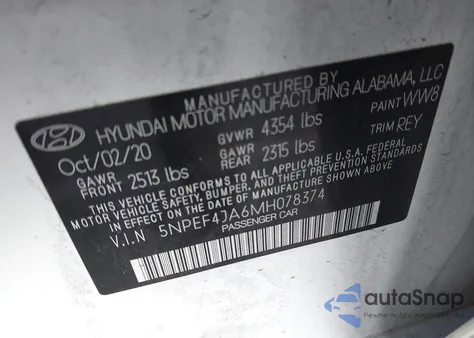 MANUFACTURED BY
HYUNDAI MOTOR MANUFACTURING ALABAMA, LLC
Oct/02/20 GVWR 4354 lbs PAINT WW8
GAWR FRONT 2513 lbs GAWR REAR 2315 lbs TRIM REY
THIS VEHICLE CONFORMS TO ALL APPLICABLE U.S.A. FEDERAL
MOTOR VEHICLE SAFETY, BUMPER, AND THEFT PREVENTION STANDARDS
IN EFFECT ON THE DATE OF MANUFACTURE SHOWN ABOVE.
V.I.N 5NPEF4JA6MH078374
PASSENGER CAR
autoSnap
Pewne auto